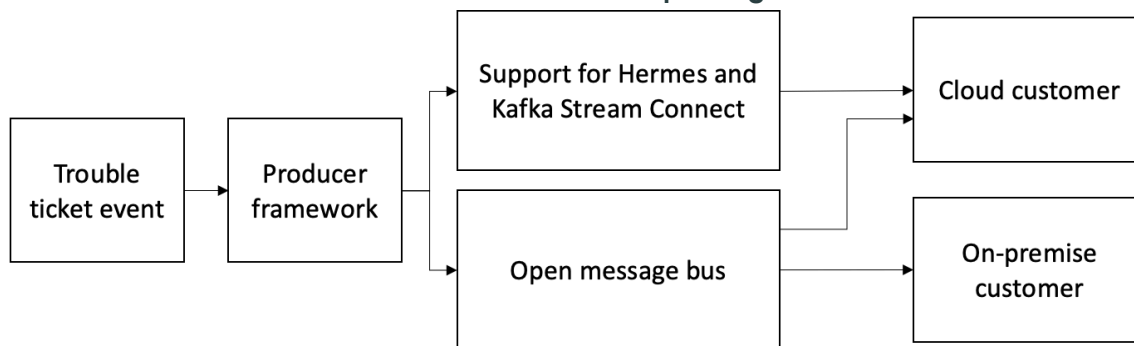 Trouble
ticket event
Producer
framework
Support for Hermes and
Kafka Stream Connect
Open message bus
Cloud customer
On-premise
customer